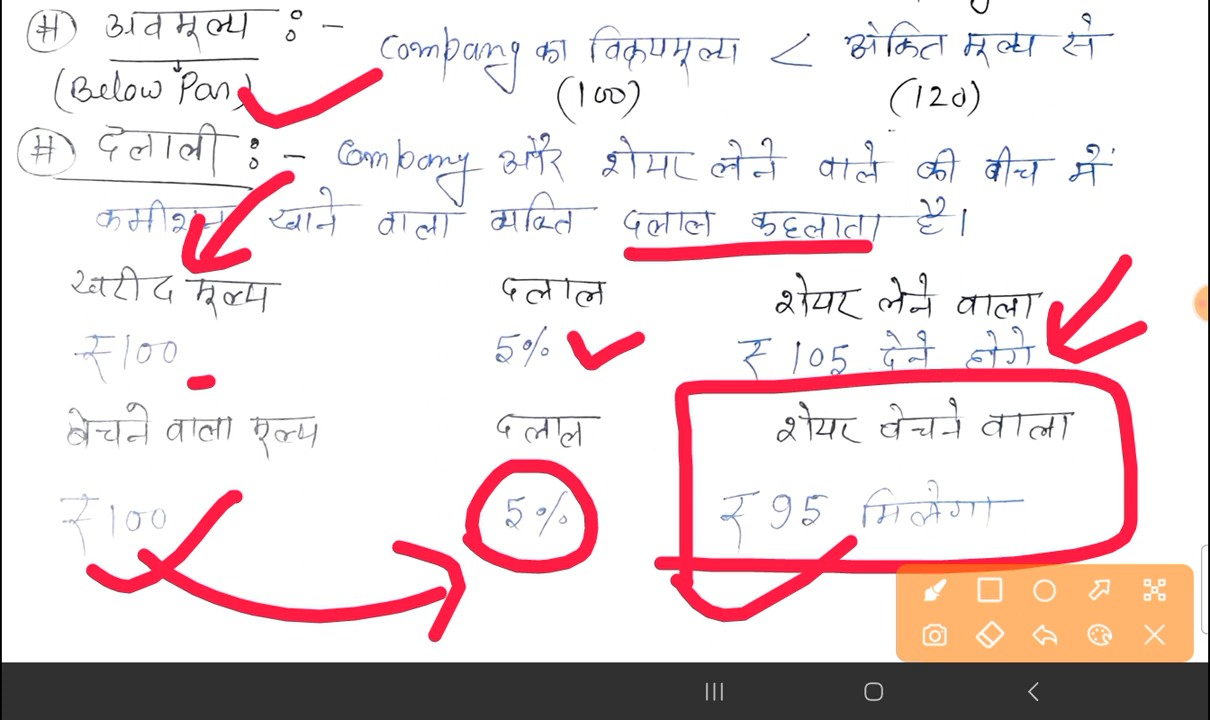 (#) अवमूल्य :- Company का विक्रयमूल्य < अंकित मूल्य से
(Below Par) (100) (120)
(#) दलाली :- Company और शेयर लेने वाले की बीच में
कमीशन खाने वाला व्यक्ति दलाल कहलाता है।
खरीद मूल्य दलाल शेयर लेने वाला
₹100 5% ₹ 105 देने होंगे
बेचने वाला मूल्य दलाल शेयर बेचने वाला
₹100 5% ₹ 95 मिलेगा